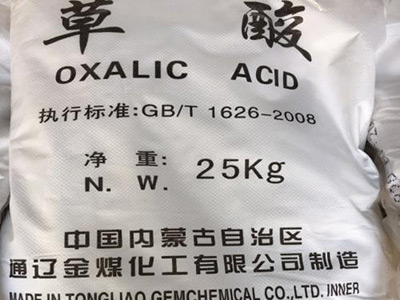 草 酸
OXALIC ACID
执行标准:GB/T 1626-2008
净 重: 25Kg
N. W.
中国内蒙古自治区
通辽金煤化工有限公司制造
MADE IN TONGLIAO GEMCHEMICAL CO.,LTD. INNER